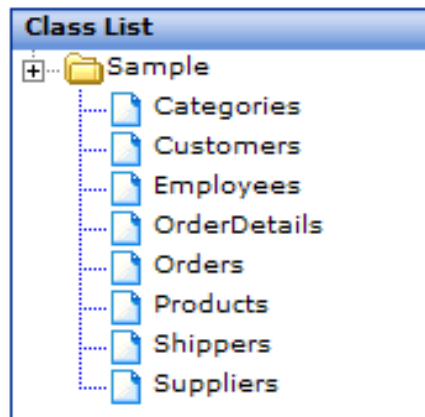 Class List
Sample
Categories
Customers
Employees
OrderDetails
Orders
Products
Shippers
Suppliers